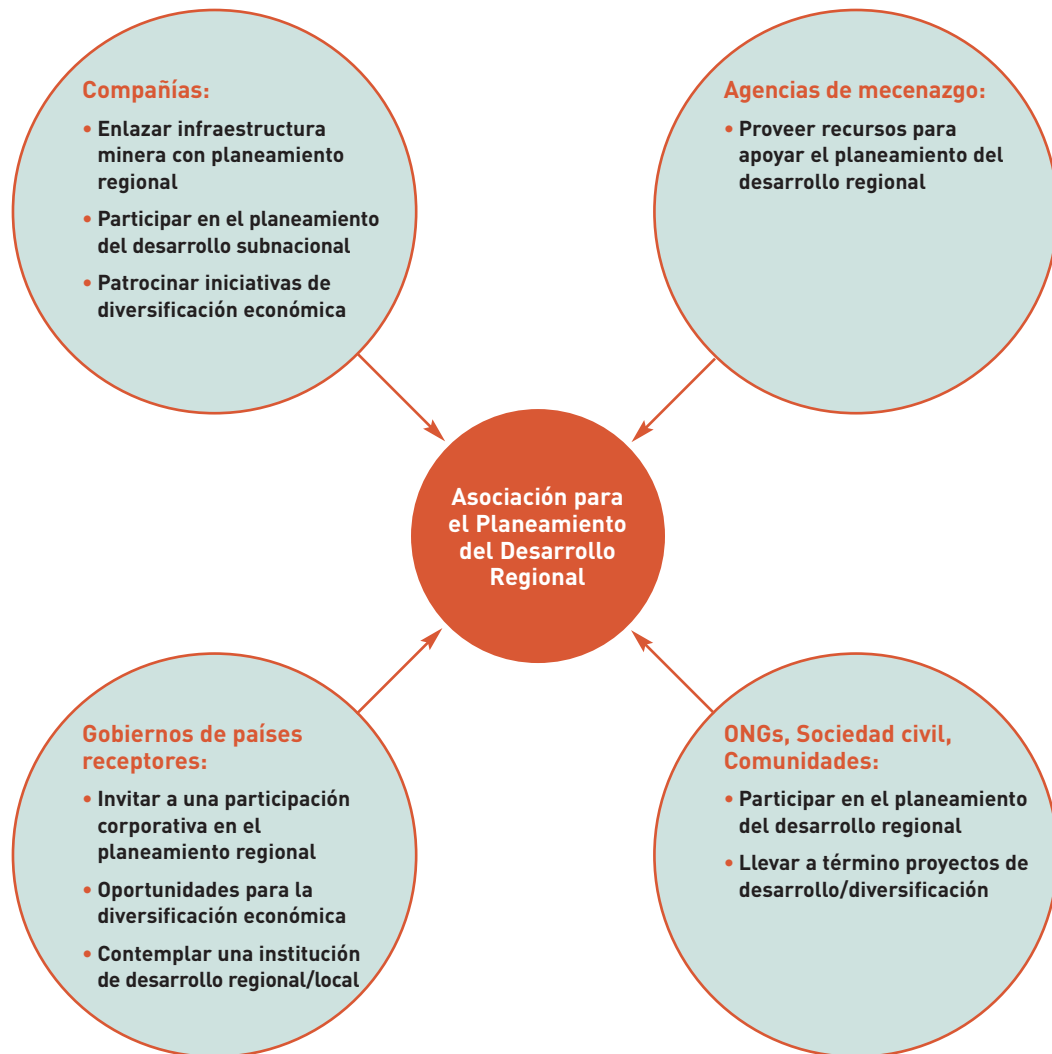 Compañías:
• Enlazar infraestructura
minera con planeamiento
regional
• Participar en el planeamiento
del desarrollo subnacional
• Patrocinar iniciativas de
diversificación económica
Agencias de mecenazgo:
• Proveer recursos para
apoyar el planeamiento del
desarrollo regional
Asociación para
el Planeamiento
del Desarrollo
Regional
Gobiernos de países
receptores:
• Invitar a una participación
corporativa en el
planeamiento regional
• Oportunidades para la
diversificación económica
• Contemplar una institución
de desarrollo regional/local
ONGs, Sociedad civil,
Comunidades:
• Participar en el planeamiento
del desarrollo regional
• Llevar a término proyectos de
desarrollo/diversificación